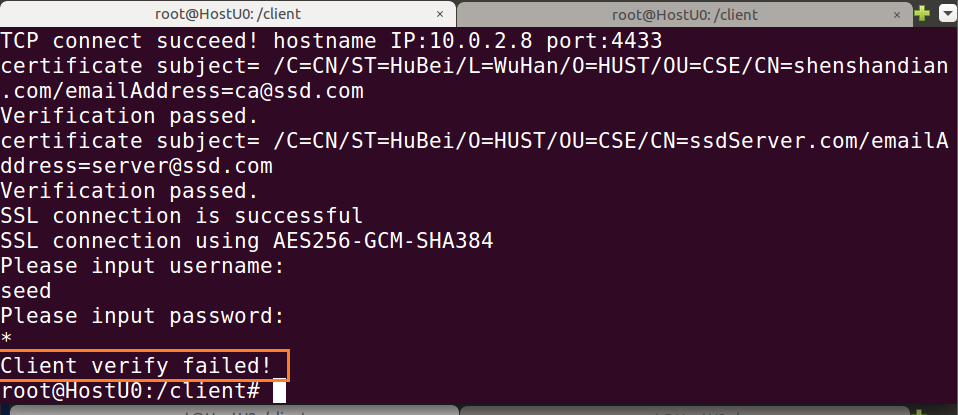 root@HostU0: /client × root@HostU0: /client ×
TCP connect succeed! hostname IP:10.0.2.8 port:4433
certificate subject= /C=CN/ST=HuBei/L=WuHan/O=HUST/OU=CSE/CN=shenshandian
.com/emailAddress=ca@ssd.com
Verification passed.
certificate subject= /C=CN/ST=HuBei/O=HUST/OU=CSE/CN=ssdServer.com/emailA
ddress=server@ssd.com
Verification passed.
SSL connection is successful
SSL connection using AES256-GCM-SHA384
Please input username:
seed
Please input password:
*
Client verify failed!
root@HostU0:/client#